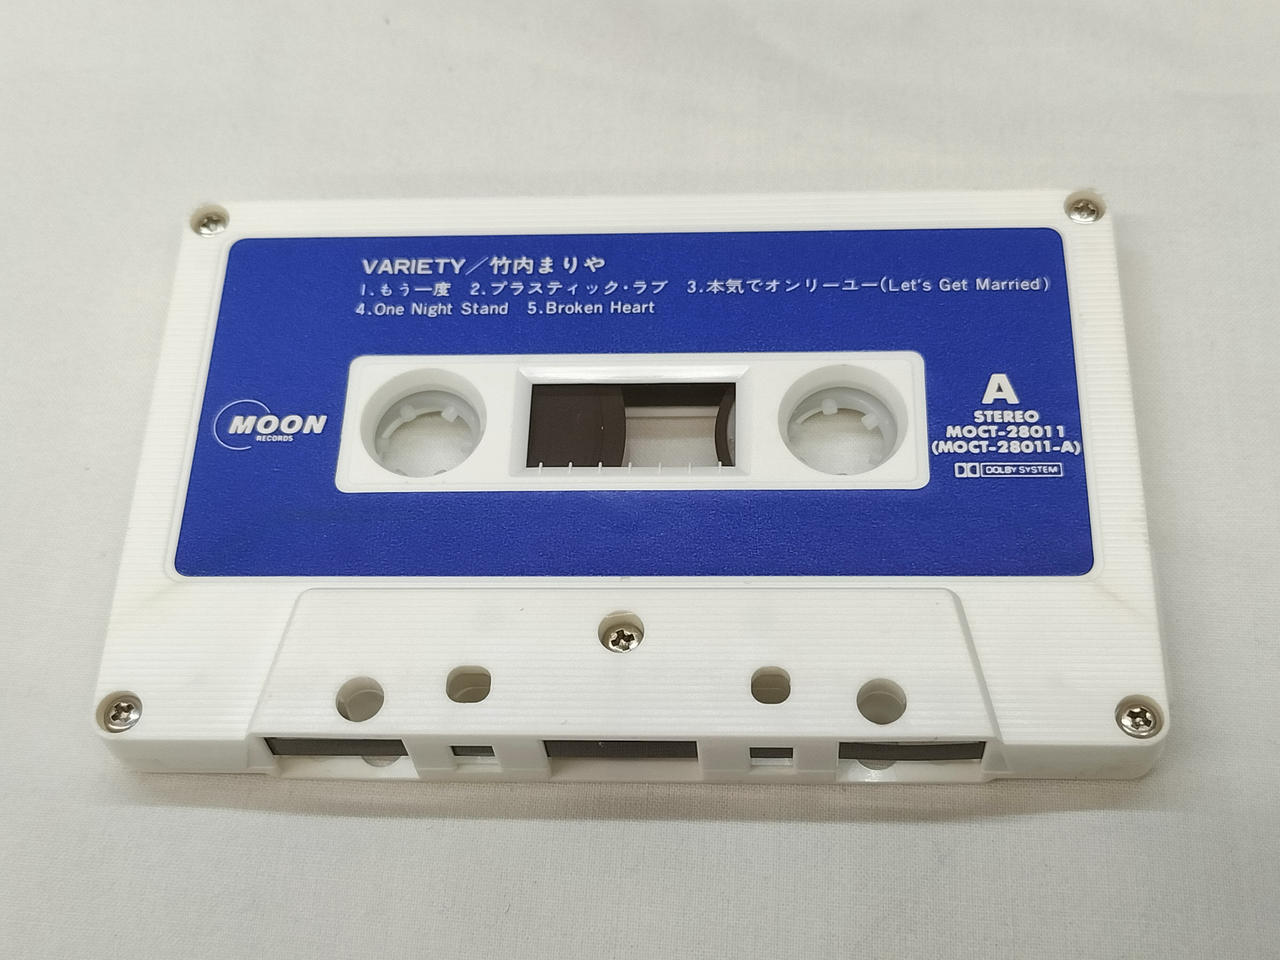 VARIETY／竹内まりや
1.もう一度 2.プラスティック・ラブ 3.本気でオンリーユー(Let's Get Married)
4.One Night Stand 5.Broken Heart
MOON
RECORDS
A
STEREO
MOCT-28011
(MOCT-28011-A)
DOLBY SYSTEM